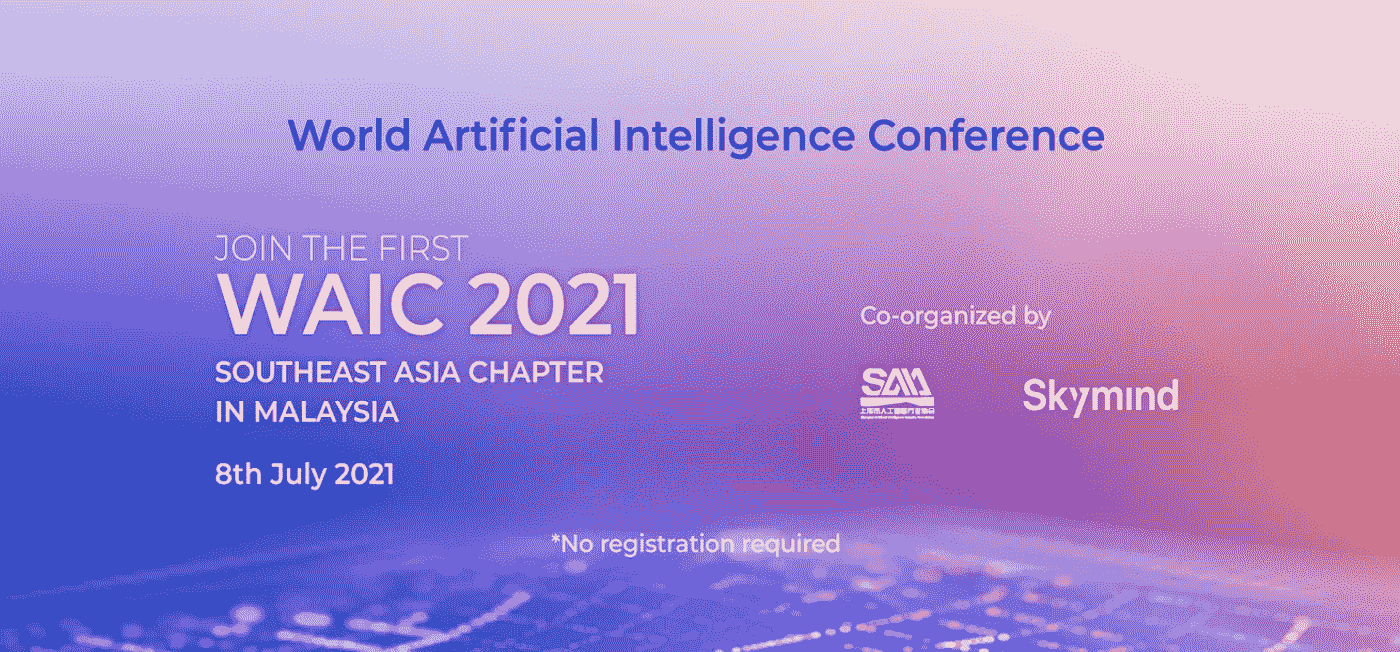 World Artificial Intelligence Conference
JOIN THE FIRST
WAIC 2021
SOUTHEAST ASIA CHAPTER
IN MALAYSIA
8th July 2021
Co-organized by
SAIA
Skymind
*No registration required